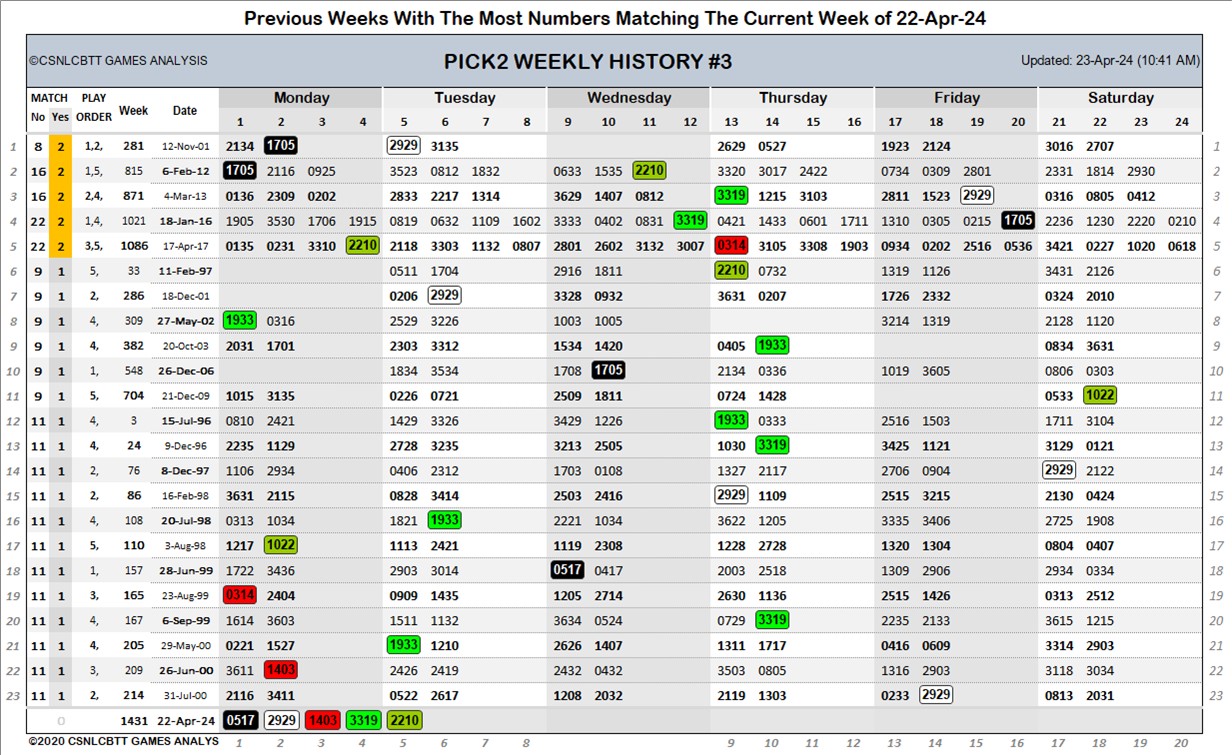 Previous Weeks With The Most Numbers Matching The Current Week of 22-Apr-24
©CSNLCBTT GAMES ANALYSIS PICK2 WEEKLY HISTORY #3 Updated: 23-Apr-24 (10:41 AM)
MATCH PLAY Week Date Monday Tuesday Wednesday Thursday Friday Saturday
No Yes ORDER 1 2 3 4 5 6 7 8 9 10 11 12 13 14 15 16 17 18 19 20 21 22 23 24
1 8 2 1,2, 281 12-Nov-01 2134 1705 2929 3135 2629 0527 1923 2124 3016 2707 1
2 16 2 1,5, 815 6-Feb-12 1705 2116 0925 3523 0812 1832 0633 1535 2210 3320 3017 2422 0734 0309 2801 2331 1814 2930 2
3 16 2 2,4, 871 4-Mar-13 0136 2309 0202 2833 2217 1314 3629 1407 0812 3319 1215 3103 2811 1523 2929 0316 0805 0412 3
4 22 2 1,4, 1021 18-Jan-16 1905 3530 1706 1915 0819 0632 1109 1602 3333 0402 0831 3319 0421 1433 0601 1711 1310 0305 0215 1705 2236 1230 2220 0210 4
5 22 2 3,5, 1086 17-Apr-17 0135 0231 3310 2210 2118 3303 1132 0807 2801 2602 3132 3007 0314 3105 3308 1903 0934 0202 2516 0536 3421 0227 1020 0618 5
6 9 1 5, 33 11-Feb-97 0511 1704 2916 1811 2210 0732 1319 1126 3431 2126 6
7 9 1 2, 286 18-Dec-01 0206 2929 3328 0932 3631 0207 1726 2332 0324 2010 7
8 9 1 4, 309 27-May-02 1933 0316 2529 3226 1003 1005 3214 1319 2128 1120 8
9 9 1 4, 382 20-Oct-03 2031 1701 2303 3312 1534 1420 0405 1933 0834 3631 9
10 9 1 1, 548 26-Dec-06 1834 3534 1708 1705 2134 0336 1019 3605 0806 0303 10
11 9 1 5, 704 21-Dec-09 1015 3135 0226 0721 2509 1811 0724 1428 0533 1022 11
12 11 1 4, 3 15-Jul-96 0810 2421 1429 3326 3429 1226 1933 0333 2516 1503 1711 3104 12
13 11 1 4, 24 9-Dec-96 2235 1129 2728 3235 3213 2505 1030 3319 3425 1121 3129 0121 13
14 11 1 2, 76 8-Dec-97 1106 2934 0406 2312 1703 0108 1327 2117 2706 0904 2929 2122 14
15 11 1 2, 86 16-Feb-98 3631 2115 0828 3414 2503 2416 2929 1109 2515 3215 2130 0424 15
16 11 1 4, 108 20-Jul-98 0313 1034 1821 1933 2221 1034 3622 1205 3335 3406 2725 1908 16
17 11 1 5, 110 3-Aug-98 1217 1022 1113 2421 1119 2308 1228 2728 1320 1304 0804 0407 17
18 11 1 1, 157 28-Jun-99 1722 3436 2903 3014 0517 0417 2003 2518 1309 2906 2934 0334 18
19 11 1 3, 165 23-Aug-99 0314 2404 0909 1435 1205 2714 2630 1136 2515 1426 0313 2512 19
20 11 1 4, 167 6-Sep-99 1614 3603 1511 1132 3634 0524 0729 3319 2235 2133 3615 1215 20
21 11 1 4, 205 29-May-00 0221 1527 1933 1210 2626 1407 1311 1717 0416 0609 3314 2903 21
22 11 1 3, 209 26-Jun-00 3611 1403 2426 2419 2432 0432 3503 0805 1316 2903 3118 3034 22
23 11 1 2, 214 31-Jul-00 2116 3411 0522 2617 1208 2032 2119 1303 0233 2929 0813 2031 23
0 1431 22-Apr-24 0517 2929 1403 3319 2210
©2020 CSNLCBTT GAMES ANALYS 1 2 3 4 5 6 7 8 9 10 11 12 13 14 15 16 17 18 19 20